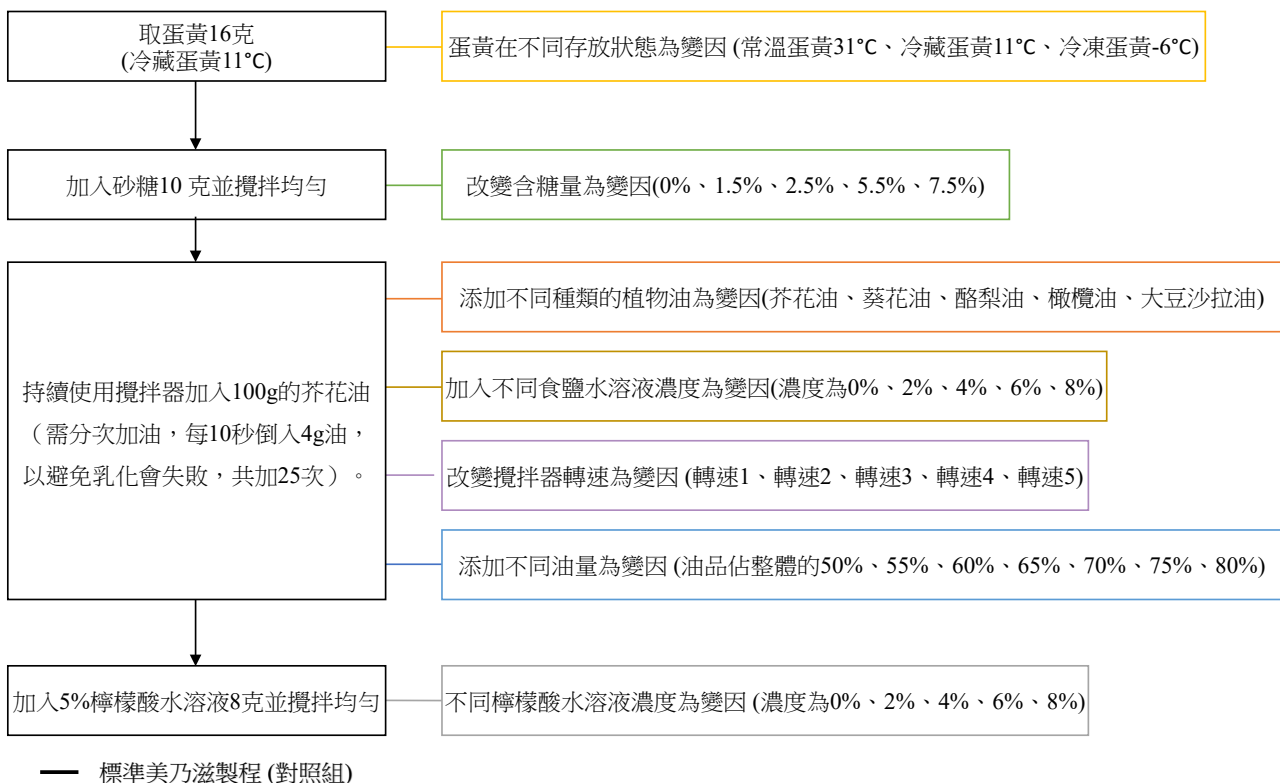 取蛋黃16克
(冷藏蛋黃11°C)
蛋黃在不同存放狀態為變因 (常溫蛋黃31°C、冷藏蛋黃11°C、冷凍蛋黃-6°C)
加入砂糖10 克並攪拌均勻
改變含糖量為變因(0%、1.5%、2.5%、5.5%、7.5%)
持續使用攪拌器加入100g的芥花油
（需分次加油，每10秒倒入4g油，
以避免乳化會失敗，共加25次）。
添加不同種類的植物油為變因(芥花油、葵花油、酪梨油、橄欖油、大豆沙拉油)
加入不同食鹽水溶液濃度為變因(濃度為0%、2%、4%、6%、8%)
改變攪拌器轉速為變因 (轉速1、轉速2、轉速3、轉速4、轉速5)
添加不同油量為變因 (油品佔整體的50%、55%、60%、65%、70%、75%、80%)
加入5%檸檬酸水溶液8克並攪拌均勻
不同檸檬酸水溶液濃度為變因 (濃度為0%、2%、4%、6%、8%)
標準美乃滋製程 (對照組)